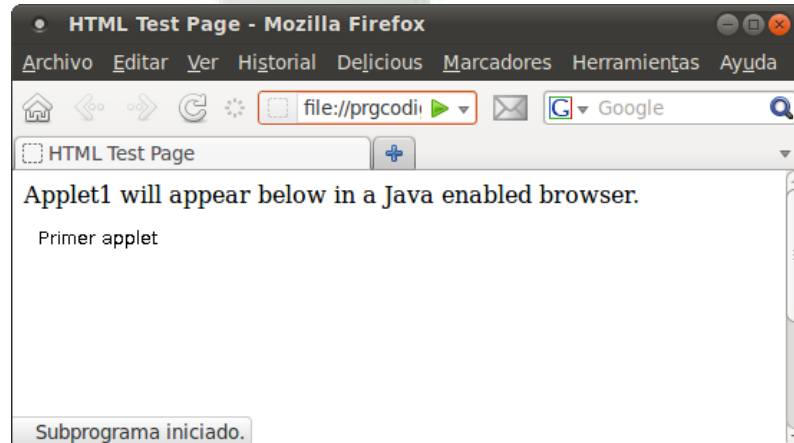 HTML Test Page - Mozilla Firefox
Archivo Editar Ver Historial Delicious Marcadores Herramientas Ayuda
file://prgcodi G Google
HTML Test Page
Applet1 will appear below in a Java enabled browser.
Primer applet
Subprograma iniciado.